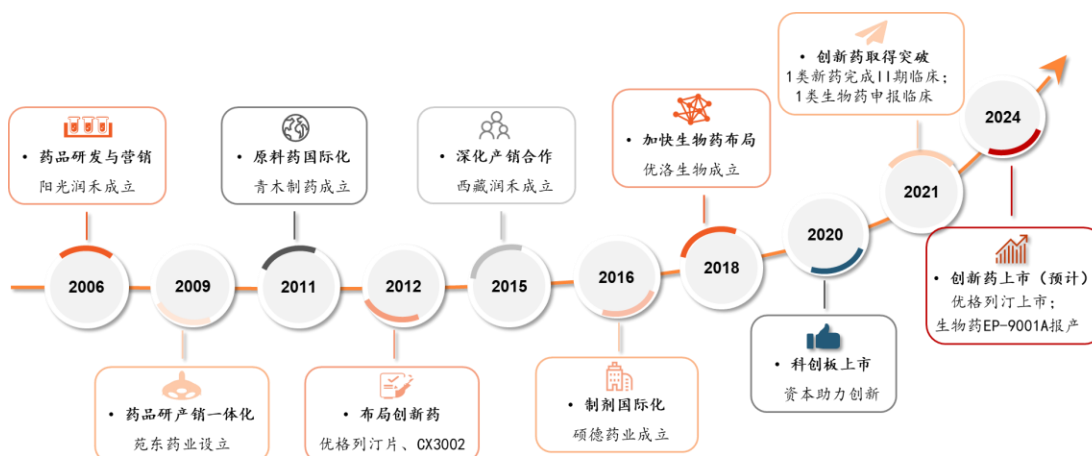 2006
• 药品研发与营销
阳光润禾成立
2009
• 药品研产销一体化
苑东药业设立
2011
• 原料药国际化
青木制药成立
2012
• 布局创新药
优格列汀片、CX3002
2015
• 深化产销合作
西藏润禾成立
2016
• 制剂国际化
硕德药业成立
2018
• 加快生物药布局
优洛生物成立
2020
• 科创板上市
资本助力创新
2021
• 创新药取得突破
1类新药完成II期临床;
1类生物药申报临床
2024
• 创新药上市（预计）
优格列汀上市;
生物药EP-9001A报产